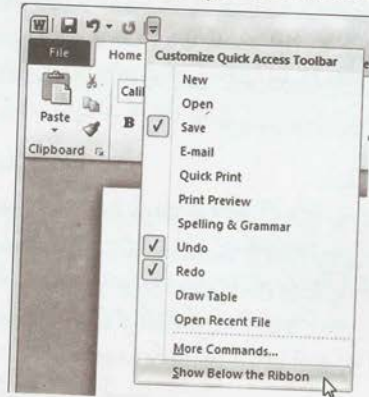 W
File Home Customize Quick Access Toolbar
New
Open
Save
E-mail
Quick Print
Print Preview
Spelling & Grammar
Undo
Redo
Draw Table
Open Recent File
More Commands...
Show Below the Ribbon
Cali
B
Paste
Clipboard